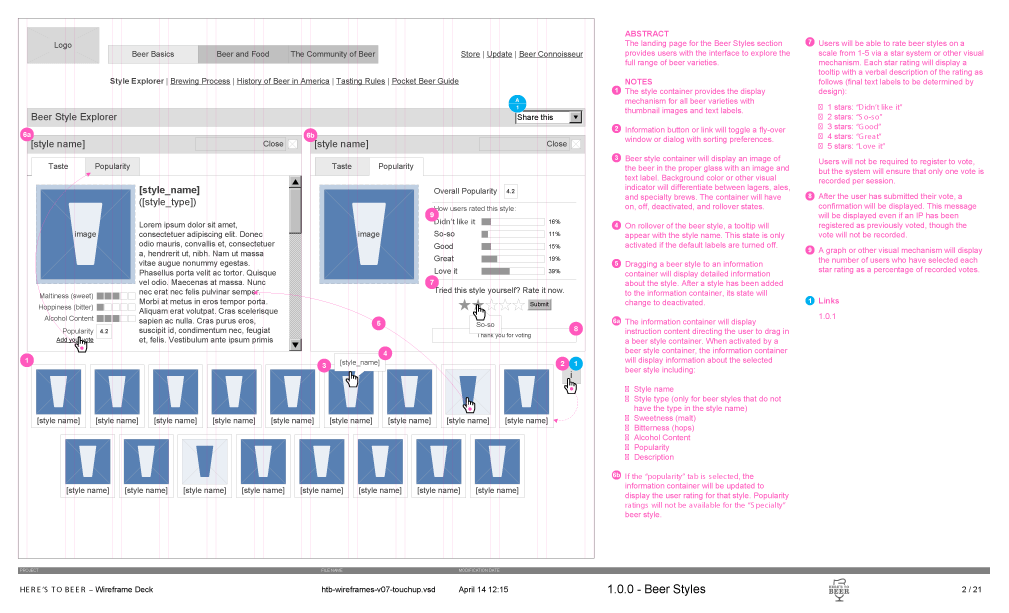 Logo
Beer Basics
Beer and Food
The Community of Beer
Store | Update | Beer Connoisseur
Style Explorer | Brewing Process | History of Beer in America | Tasting Rules | Pocket Beer Guide
Beer Style Explorer
Share this
6a
[style name]
Close
Taste
Popularity
image
[style_name]
([style_type])
Lorem ipsum dolor sit amet,
consectetuer adipiscing elit. Donec
odio mauris, convallis et, consectetuer
a, hendrerit ut, nibh. Nam ut massa
vitae augue nonummy egestas.
Phasellus porta velit ac tortor. Quisque
vel odio. Maecenas at massa. Nunc
nec erat nec felis pulvinar semper.
Morbi at metus in eros tempor porta.
Aliquam erat volutpat. Cras scelerisque
sapien ac nulla. Cras purus eros,
suscipit id, condimentum nec, feugiat
et, felis. Vestibulum ante ipsum primis
Maltiness (sweet)
Hoppiness (bitter)
Alcohol Content
Popularity 4.2
6b
[style name]
Close
Taste
Popularity
image
Overall Popularity 4.2
How users rated this style:
9
Didn't like it 16%
So-so 11%
Good 15%
Great 19%
Love it 39%
7
Tried this style yourself? Rate it now.
Submit
So-so
8
Thank you for voting
5
1
3
4
[style_name]
2
1
i
[style name] [style name] [style name] [style name] [style name] [style name] [style name] [style name] [style name]
[style name] [style name] [style name] [style name] [style name] [style name] [style name] [style name]
ABSTRACT
The landing page for the Beer Styles section
provides users with the interface to explore the
full range of beer varieties.
NOTES
1 The style container provides the display
mechanism for all beer varieties with
thumbnail images and text labels.
2 Information button or link will toggle a fly-over
window or dialog with sorting preferences.
3 Beer style container will display an image of
the beer in the proper glass with an image and
text label. Background color or other visual
indicator will differentiate between lagers, ales,
and specialty brews. The container will have
on, off, deactivated, and rollover states.
4 On rollover of the beer style, a tooltip will
appear with the style name. This state is only
activated if the default labels are turned off.
5 Dragging a beer style to an information
container will display detailed information
about the style. After a style has been added
to the information container, its state will
change to deactivated.
6a The information container will display
instruction content directing the user to drag in
a beer style container. When activated by a
beer style container, the information container
will display information about the selected
beer style including:
Style name
Style type (only for beer styles that do not
have the type in the style name)
Sweetness (malt)
Bitterness (hops)
Alcohol Content
Popularity
Description
6b If the "popularity" tab is selected, the
information container will be updated to
display the user rating for that style. Popularity
ratings will not be available for the "Specialty"
beer style.
7 Users will be able to rate beer styles on a
scale from 1-5 via a star system or other visual
mechanism. Each star rating will display a
tooltip with a verbal description of the rating as
follows (final text labels to be determined by
design):
1 stars: "Didn't like it"
2 stars: "So-so"
3 stars: "Good"
4 stars: "Great"
5 stars: "Love it"
Users will not be required to register to vote,
but the system will ensure that only one vote is
recorded per session.
8 After the user has submitted their vote, a
confirmation will be displayed. This message
will be displayed even if an IP has been
registered as previously voted, though the
vote will not be recorded.
9 A graph or other visual mechanism will display
the number of users who have selected each
star rating as a percentage of recorded votes.
1 Links
1.0.1
PROJECT
FILE NAME
MODIFICATION DATE
HERE'S TO BEER – Wireframe Deck
htb-wireframes-v07-touchup.vsd
April 14 12:15
1.0.0 - Beer Styles
BEER
2 / 21